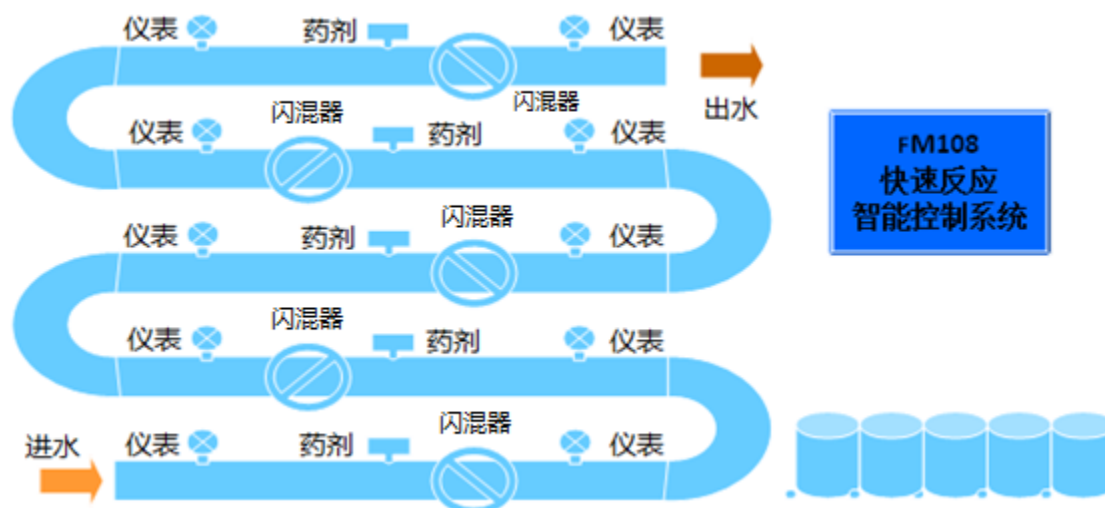 仪表 药剂 仪表
闪混器 闪混器 出水
仪表 药剂 仪表
FM108
快速反应
智能控制系统
闪混器
仪表 药剂 仪表
闪混器
仪表 药剂 仪表
闪混器
进水 仪表 药剂 仪表